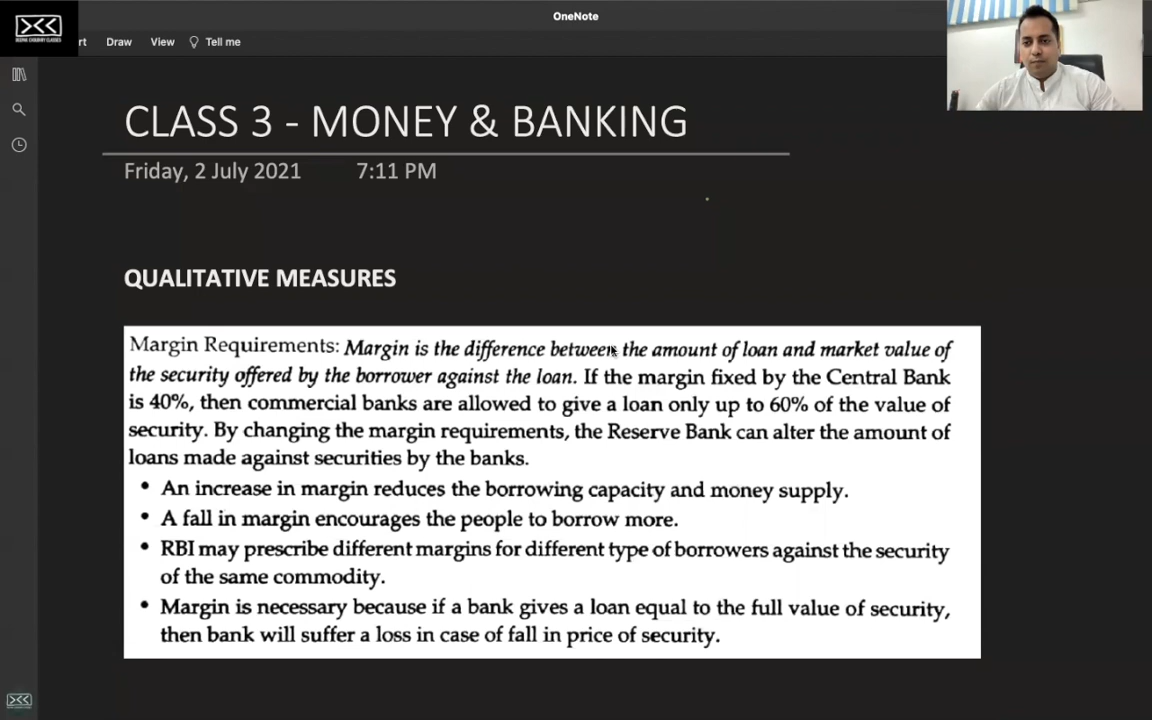 OneNote
rt Draw View Tell me
CLASS 3 - MONEY & BANKING
Friday, 2 July 2021 7:11 PM
QUALITATIVE MEASURES
Margin Requirements: Margin is the difference between the amount of loan and market value of
the security offered by the borrower against the loan. If the margin fixed by the Central Bank
is 40%, then commercial banks are allowed to give a loan only up to 60% of the value of
security. By changing the margin requirements, the Reserve Bank can alter the amount of
loans made against securities by the banks.
• An increase in margin reduces the borrowing capacity and money supply.
• A fall in margin encourages the people to borrow more.
• RBI may prescribe different margins for different type of borrowers against the security
of the same commodity.
• Margin is necessary because if a bank gives a loan equal to the full value of security,
then bank will suffer a loss in case of fall in price of security.